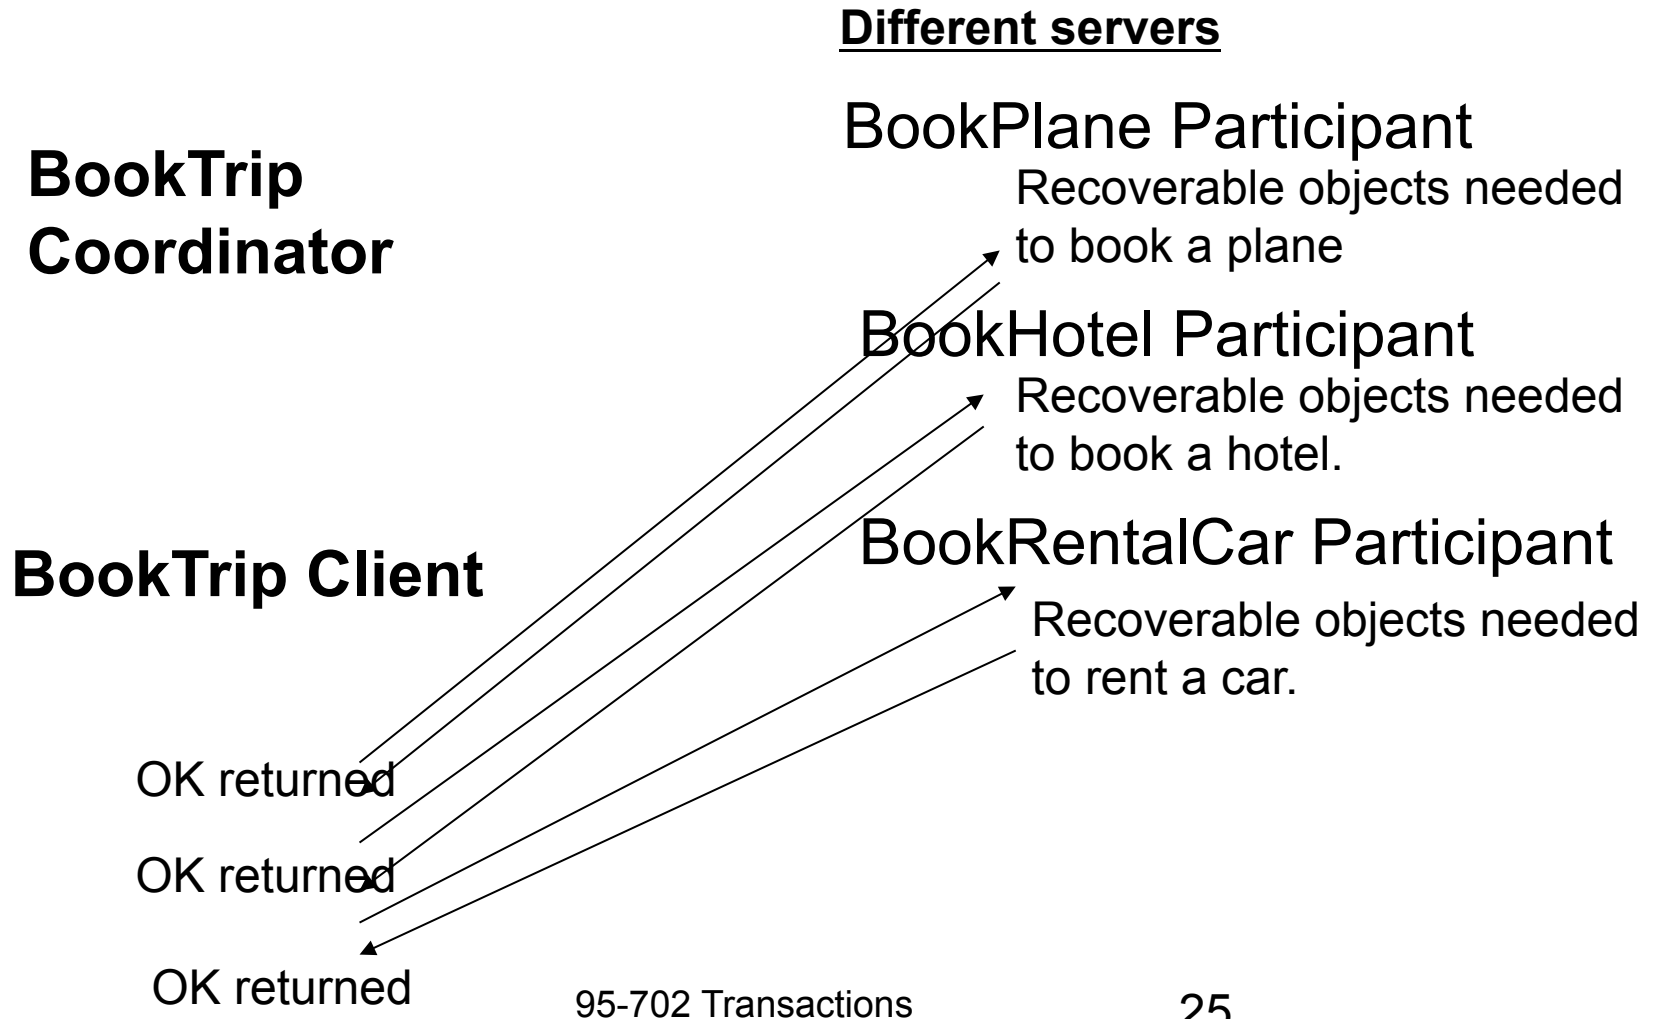 Different servers
BookTrip
Coordinator
BookPlane Participant
Recoverable objects needed
to book a plane
BookHotel Participant
Recoverable objects needed
to book a hotel.
BookTrip Client
BookRentalCar Participant
Recoverable objects needed
to rent a car.
OK returned
OK returned
OK returned
95-702 Transactions
25